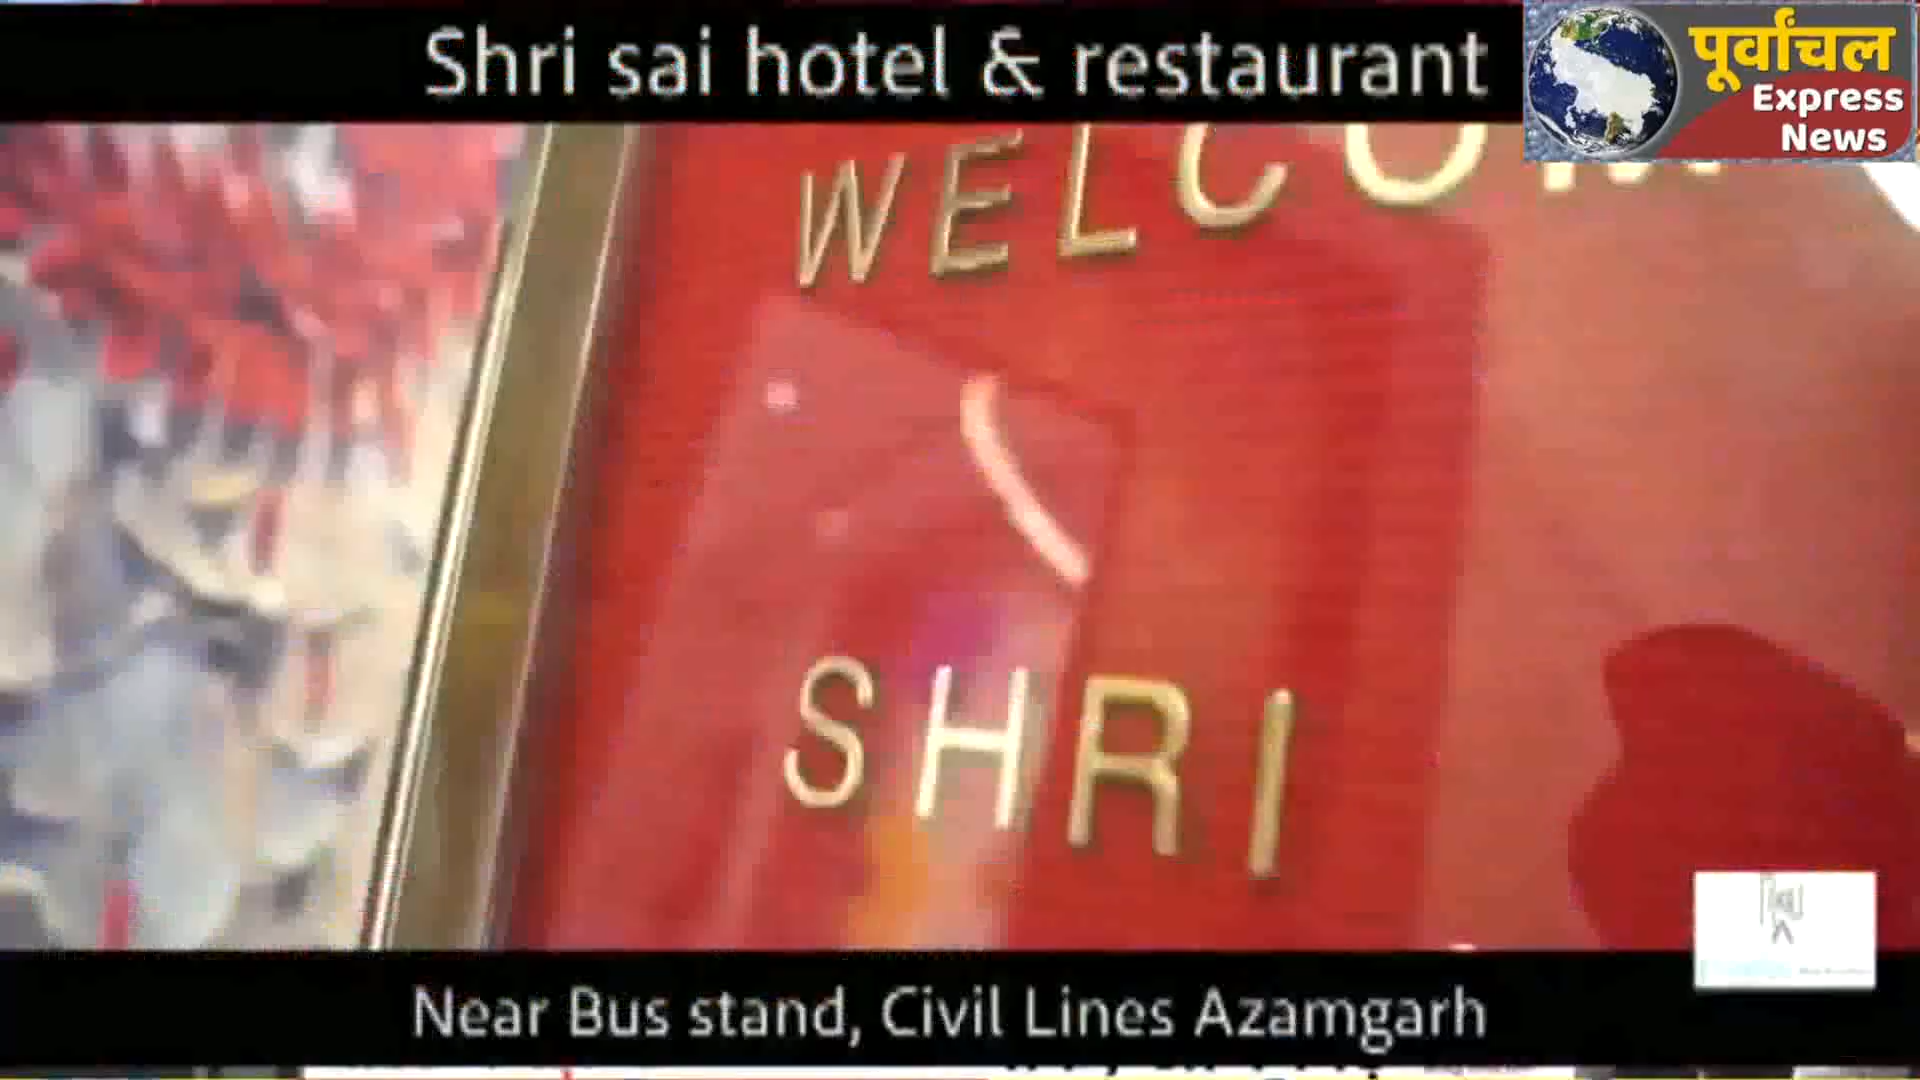 Shri sai hotel & restaurant
पूर्वांचल
Express
News
WELCO
SHRI
Near Bus stand, Civil Lines Azamgarh